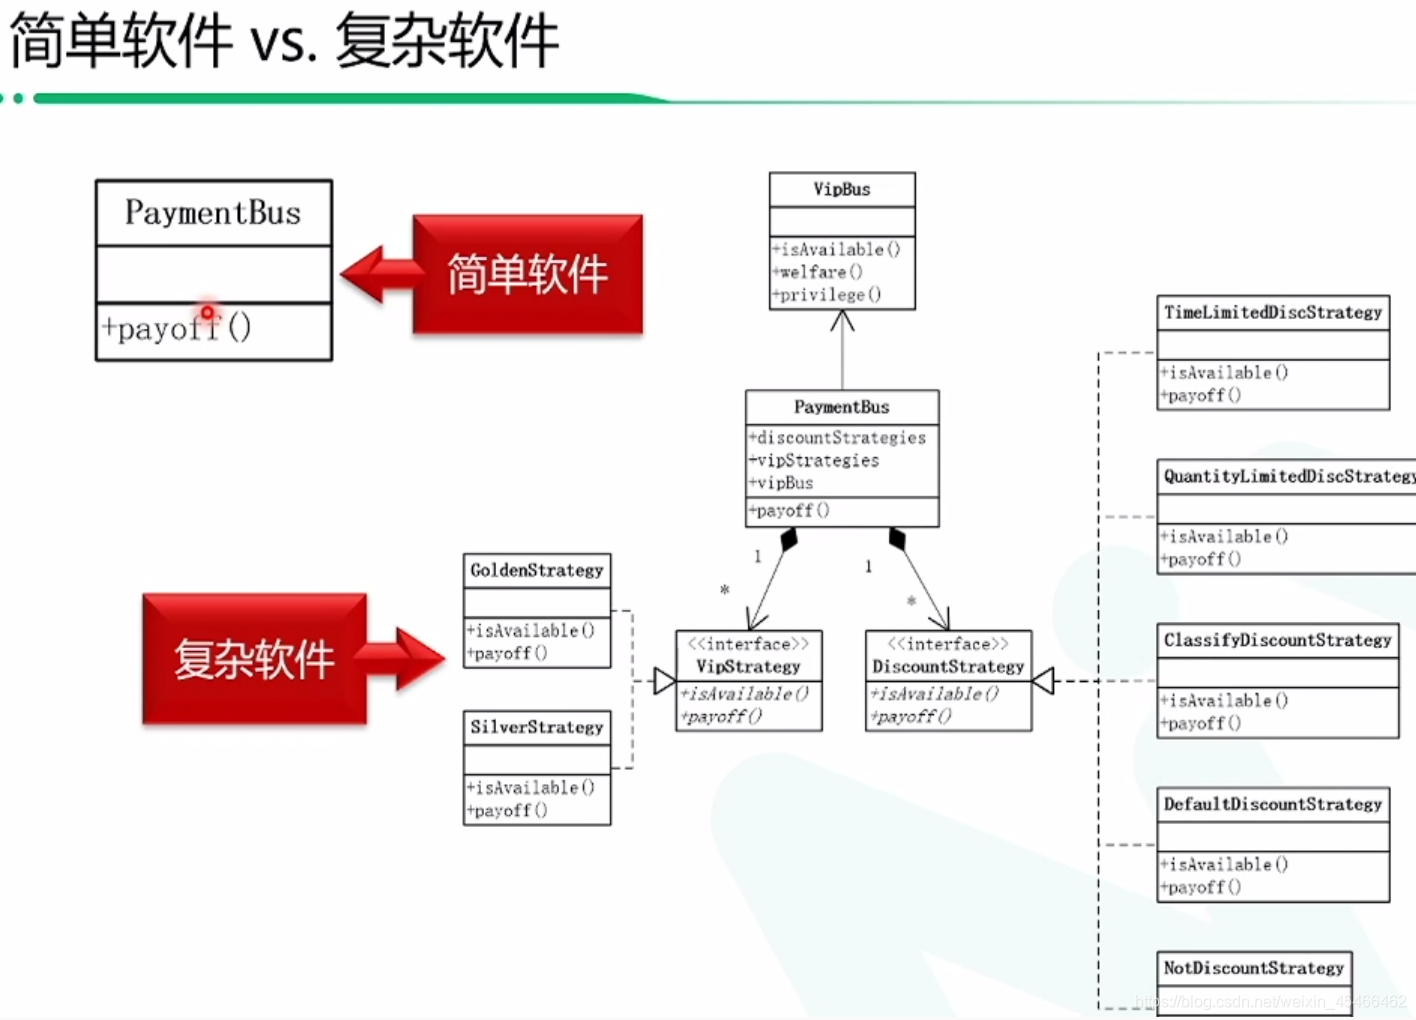 简单软件 vs. 复杂软件
PaymentBus
+payoff()
简单软件
VipBus
+isAvailable()
+welfare()
+privilege()
PaymentBus
+discountStrategies
+vipStrategies
+vipBus
+payoff()
1
*
1
*
复杂软件
GoldenStrategy
+isAvailable()
+payoff()
SilverStrategy
+isAvailable()
+payoff()
<<interface>>
VipStrategy
+isAvailable()
+payoff()
<<interface>>
DiscountStrategy
+isAvailable()
+payoff()
TimeLimitedDiscStrategy
+isAvailable()
+payoff()
QuantityLimitedDiscStrategy
+isAvailable()
+payoff()
ClassifyDiscountStrategy
+isAvailable()
+payoff()
DefaultDiscountStrategy
+isAvailable()
+payoff()
NotDiscountStrategy
https://blog.csdn.net/weixin_45466462